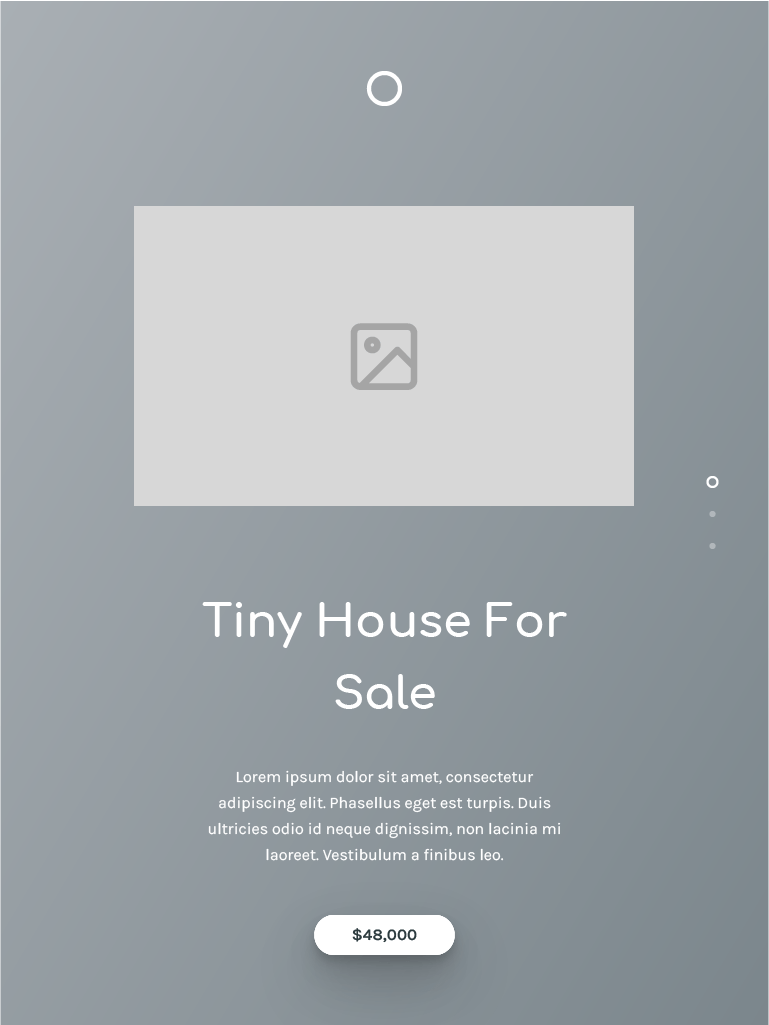 Tiny House For
Sale
Lorem ipsum dolor sit amet, consectetur
adipiscing elit. Phasellus eget est turpis. Duis
ultricies odio id neque dignissim, non lacinia mi
laoreet. Vestibulum a finibus leo.
$48,000